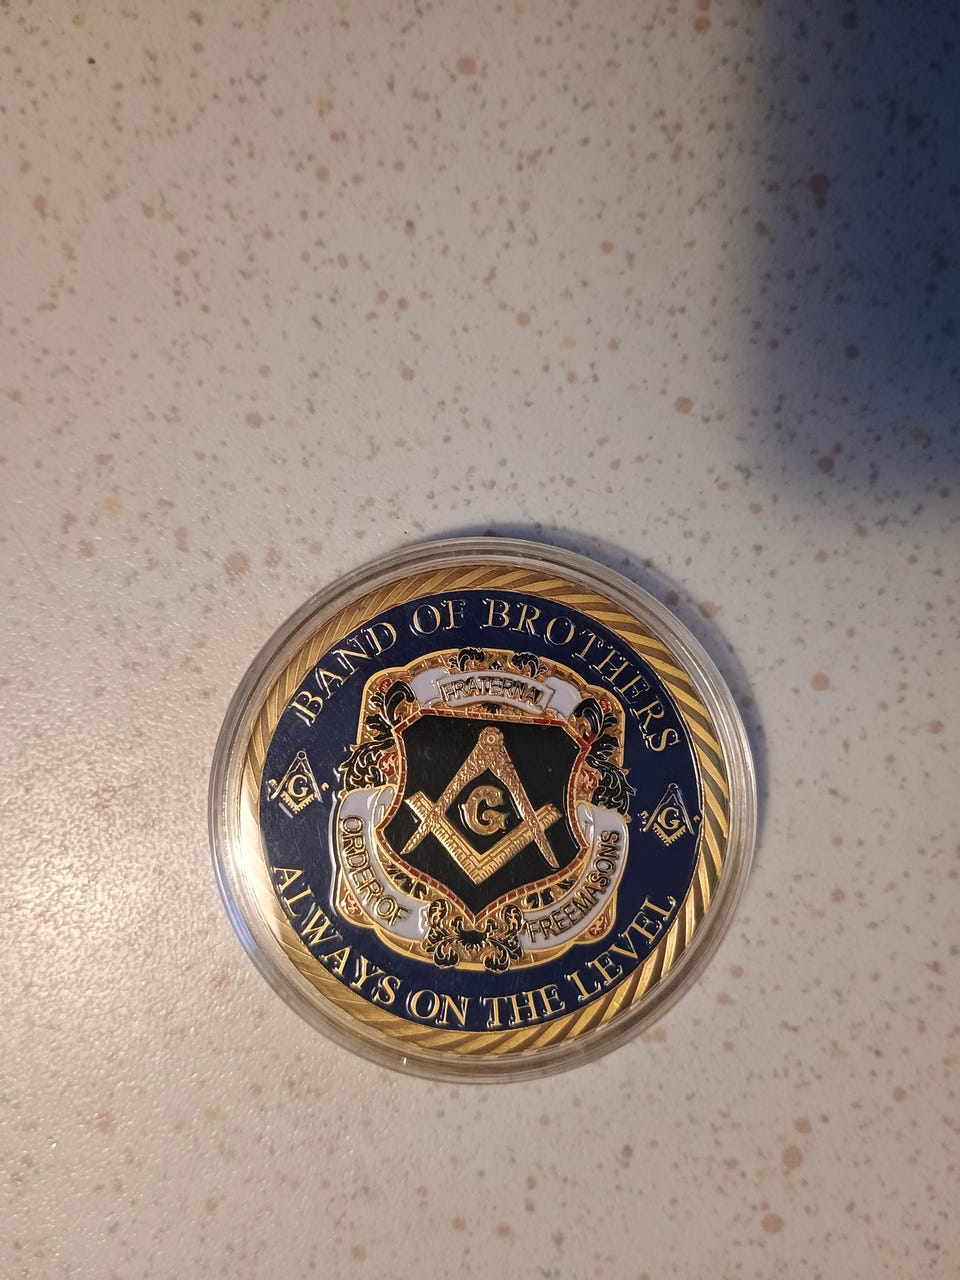 BAND OF BROTHERS
FRATERNAL
G
G
G
ORDER OF
FREEMASONS
ALWAYS ON THE LEVEL